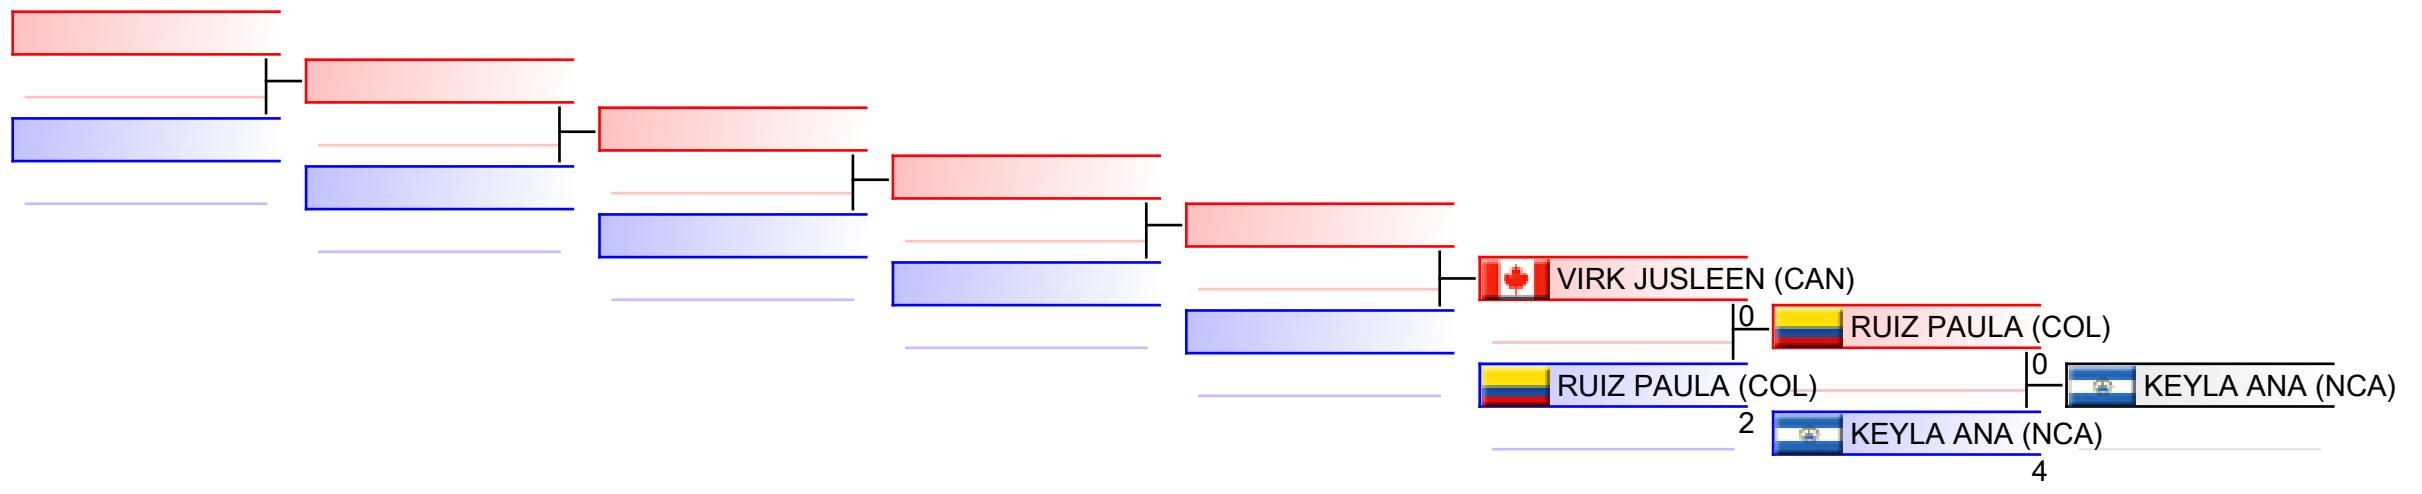 VIRK JUSLEEN (CAN)
0
RUIZ PAULA (COL)
RUIZ PAULA (COL)
2
0
KEYLA ANA (NCA)
KEYLA ANA (NCA)
4